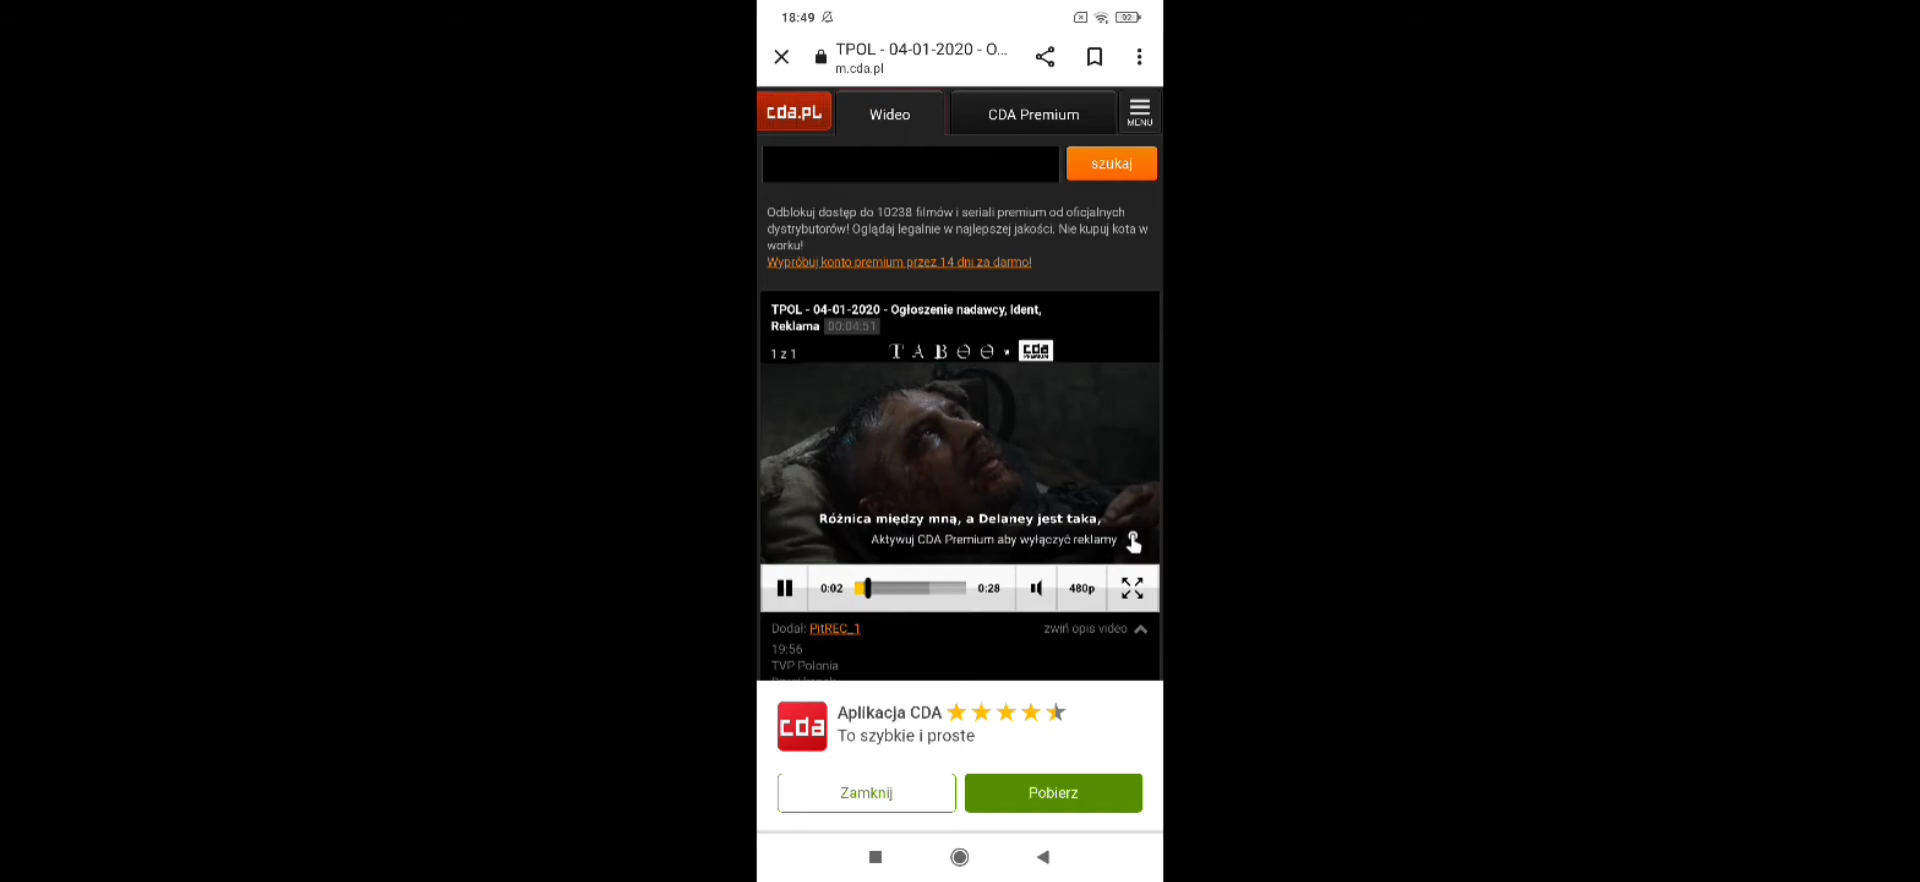 18:49
92
TPOL - 04-01-2020 - O...
m.cda.pl
cda.pl
Wideo
CDA Premium
MENU
szukaj
Odblokuj dostęp do 10238 filmów i seriali premium od oficjalnych
dystrybutorów! Oglądaj legalnie w najlepszej jakości. Nie kupuj kota w
worku!
Wypróbuj konto premium przez 14 dni za darmo!
TPOL - 04-01-2020 - Ogłoszenie nadawcy, Ident,
Reklama 00:04:51
1 z 1
TABOO • cda PREMIUM
Różnica między mną, a Delaney jest taka,
Aktywuj CDA Premium aby wyłączyć reklamy
0:02
0:28
480p
Dodał: PitREC_1
zwiń opis video
19:56
TVP Polonia
cda
Aplikacja CDA
To szybkie i proste
Zamknij
Pobierz